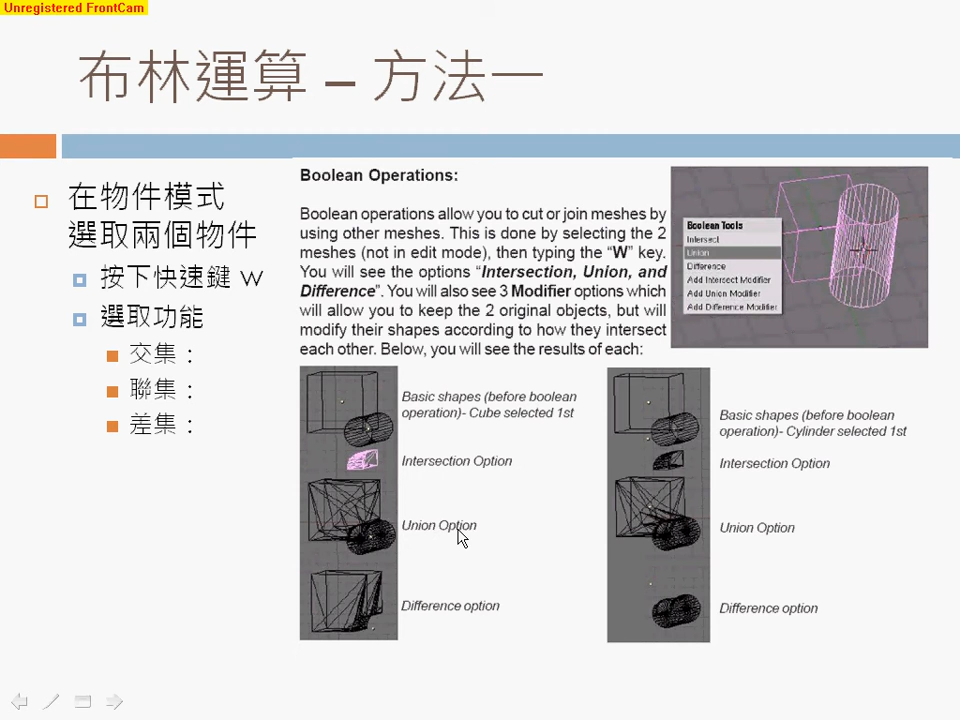 Unregistered FrontCam
布林運算 – 方法一
在物件模式
選取兩個物件
按下快速鍵 w
選取功能
交集：
聯集：
差集：
Boolean Operations:
Boolean operations allow you to cut or join meshes by
using other meshes. This is done by selecting the 2
meshes (not in edit mode), then typing the “W” key.
You will see the options “Intersection, Union, and
Difference”. You will also see 3 Modifier options which
will allow you to keep the 2 original objects, but will
modify their shapes according to how they intersect
each other. Below, you will see the results of each:
Boolean Tools
Intersect
Union
Difference
Add Intersect Modifier
Add Union Modifier
Add Difference Modifier
Basic shapes (before boolean
operation)- Cube selected 1st
Intersection Option
Union Option
Difference option
Basic shapes (before boolean
operation)- Cylinder selected 1st
Intersection Option
Union Option
Difference option